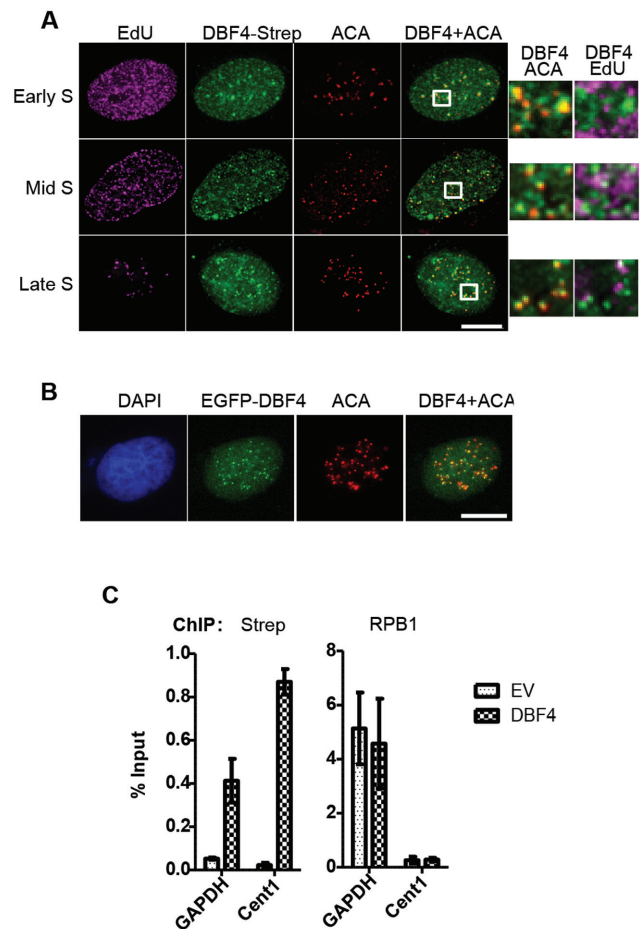 A
EdU DBF4-Strep ACA DBF4+ACA
DBF4 ACA
DBF4 EdU
Early S
Mid S
Late S
B
DAPI EGFP-DBF4 ACA DBF4+ACA
C
ChIP: Strep RPB1
% Input
1.0
0.8
0.6
0.4
0.2
0.0
GAPDH
Cent1
8
6
4
2
0
GAPDH
Cent1
EV
DBF4